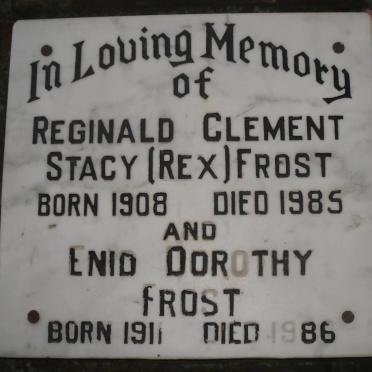 In Loving Memory
of
REGINALD CLEMENT
STACY (REX) FROST
BORN 1908 DIED 1985
AND
ENID DOROTHY
FROST
BORN 1911 DIED 1986